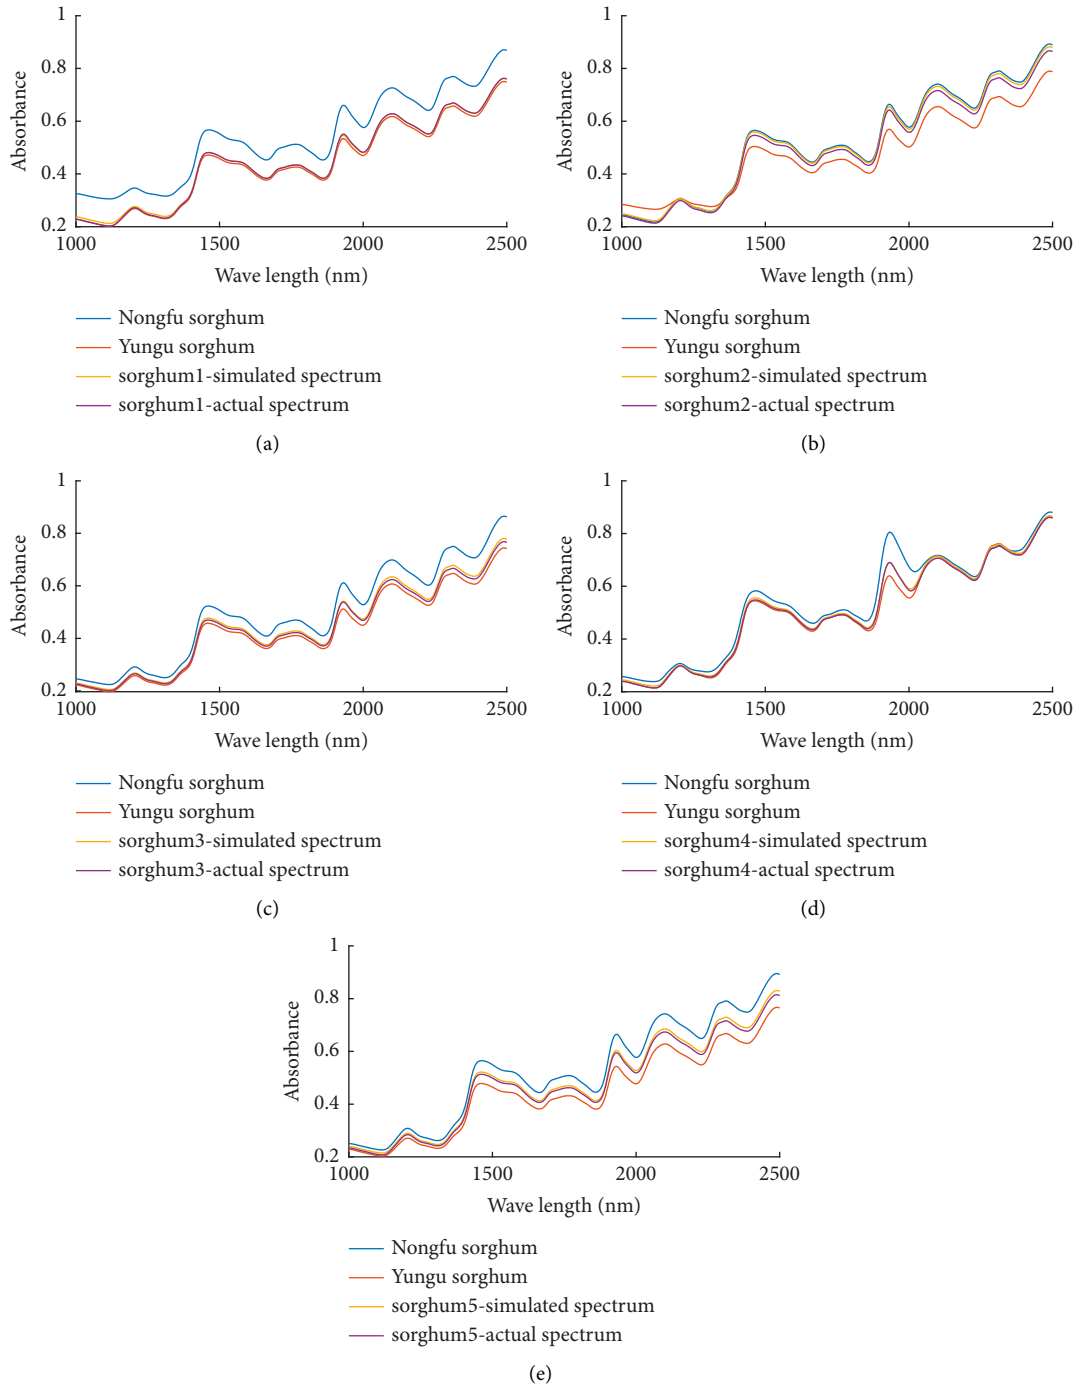 1
0.8
0.6
0.4
0.2
Absorbance
1000 1500 2000 2500
Wave length (nm)
Nongfu sorghum
Yungu sorghum
sorghum1-simulated spectrum
sorghum1-actual spectrum
(a)
1
0.8
0.6
0.4
0.2
Absorbance
1000 1500 2000 2500
Wave length (nm)
Nongfu sorghum
Yungu sorghum
sorghum2-simulated spectrum
sorghum2-actual spectrum
(b)
1
0.8
0.6
0.4
0.2
Absorbance
1000 1500 2000 2500
Wave length (nm)
Nongfu sorghum
Yungu sorghum
sorghum3-simulated spectrum
sorghum3-actual spectrum
(c)
1
0.8
0.6
0.4
0.2
Absorbance
1000 1500 2000 2500
Wave length (nm)
Nongfu sorghum
Yungu sorghum
sorghum4-simulated spectrum
sorghum4-actual spectrum
(d)
1
0.8
0.6
0.4
0.2
Absorbance
1000 1500 2000 2500
Wave length (nm)
Nongfu sorghum
Yungu sorghum
sorghum5-simulated spectrum
sorghum5-actual spectrum
(e)